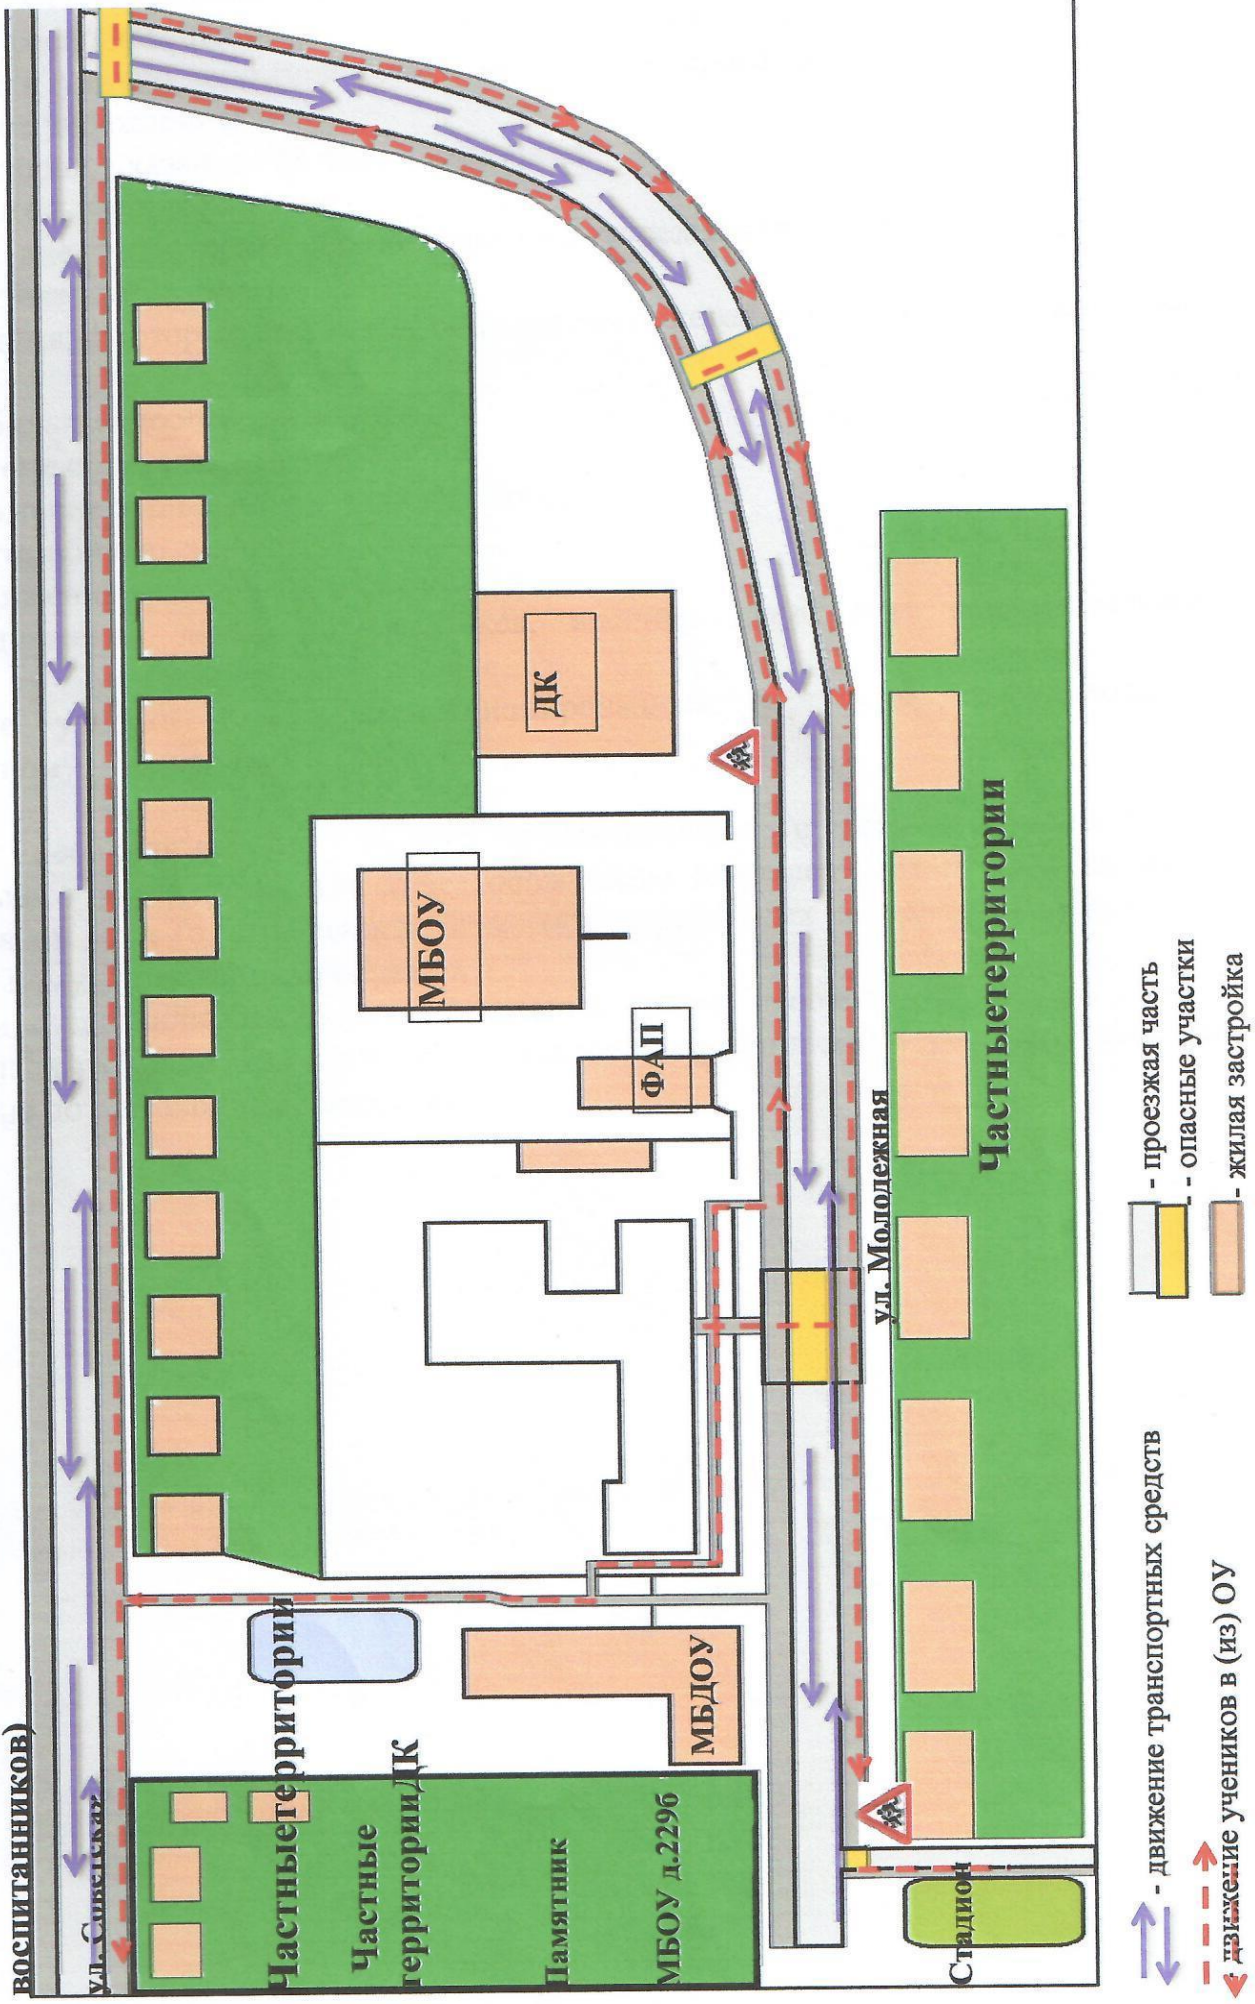 воспитанников)
ул. Советская
Частныетерритории
Частные
территорииДК
Памятник
МБОУ д.229б
МБДОУ
МБОУ
ДК
ФАП
ул. Молодежная
Частныетерритории
Стадион
- движение транспортных средств
- движение учеников в (из) ОУ
- проезжая часть
- - опасные участки
- жилая застройка